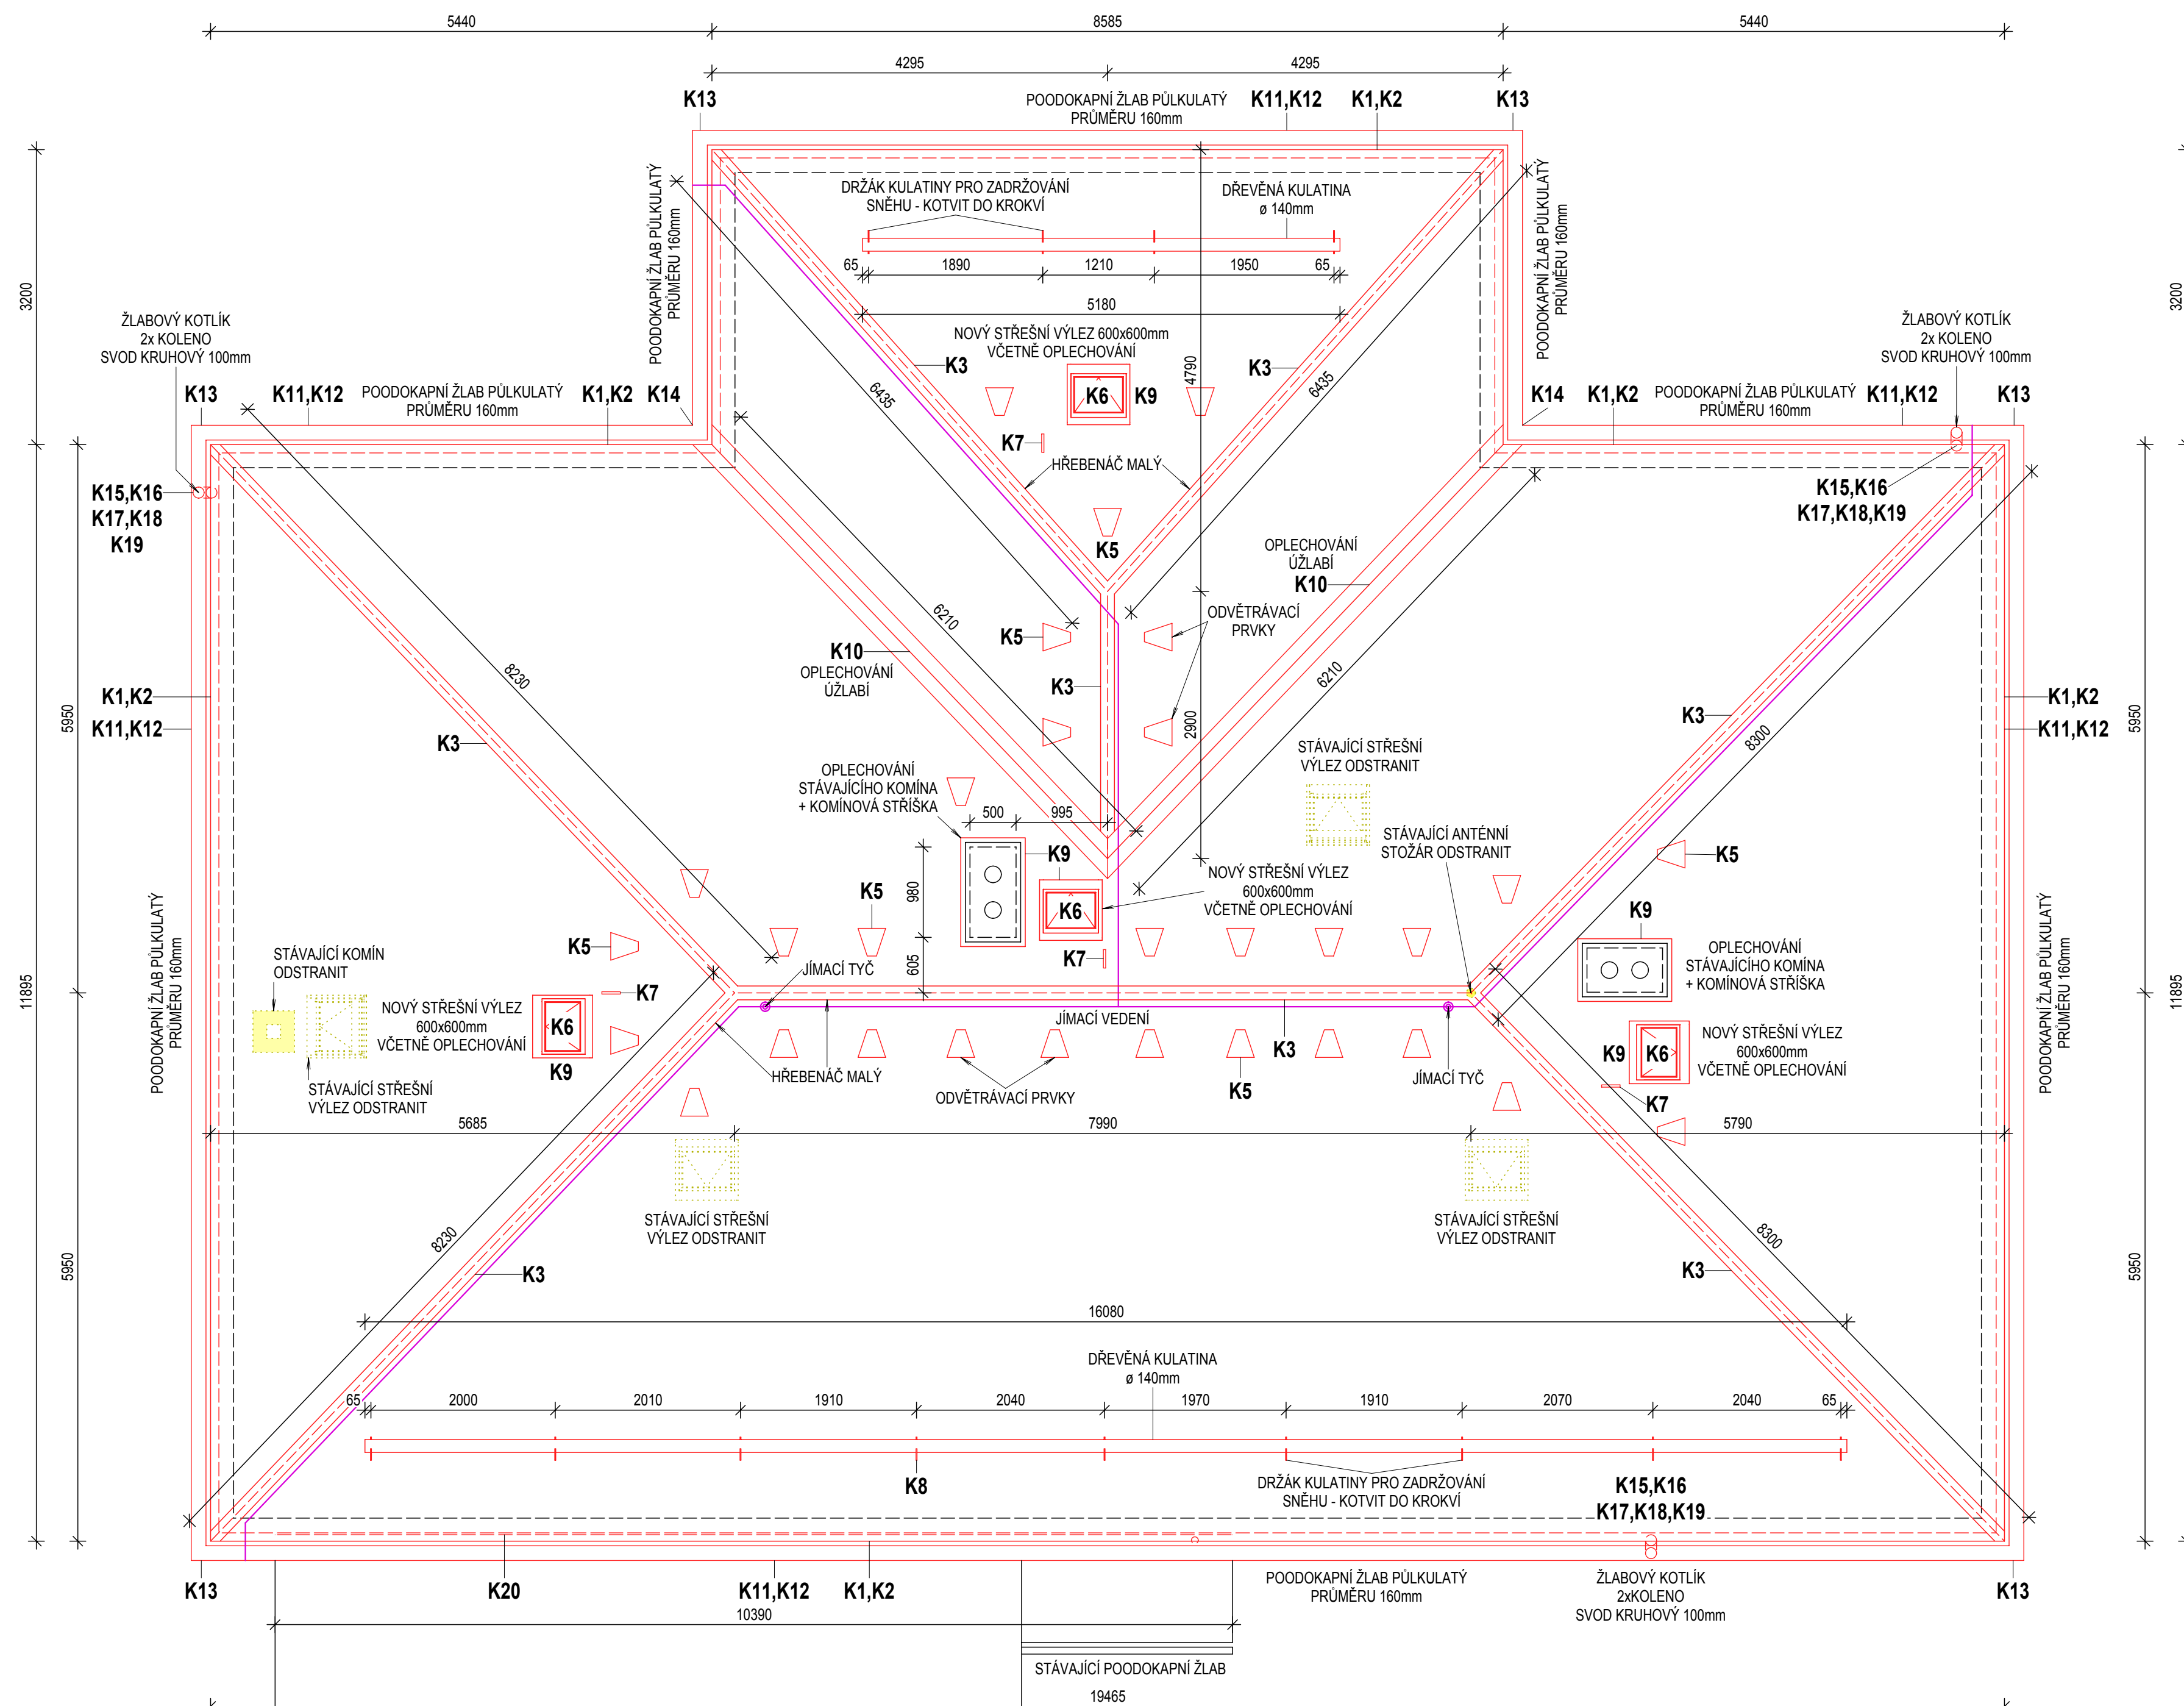 5440
8585
5440
4295
4295
K13
POODOKAPNÍ ŽLAB PŮLKULATÝ
PRŮMĚRU 160mm
K11,K12
K1,K2
K13
POODOKAPNÍ ŽLAB PŮLKULATÝ
PRŮMĚRU 160mm
DRŽÁK KULATINY PRO ZADRŽOVÁNÍ
SNĚHU - KOTVIT DO KROKVÍ
DŘEVĚNÁ KULATINA
ø 140mm
POODOKAPNÍ ŽLAB PŮLKULATÝ
PRŮMĚRU 160mm
65
1890
1210
1950
65
5180
3200
3200
ŽLABOVÝ KOTLÍK
2x KOLENO
SVOD KRUHOVÝ 100mm
NOVÝ STŘEŠNÍ VÝLEZ 600x600mm
VČETNĚ OPLECHOVÁNÍ
ŽLABOVÝ KOTLÍK
2x KOLENO
SVOD KRUHOVÝ 100mm
K3
K3
4790
6435
6435
K13
K11,K12
POODOKAPNÍ ŽLAB PŮLKULATÝ
PRŮMĚRU 160mm
K1,K2
K14
K6
K9
K14
K1,K2
POODOKAPNÍ ŽLAB PŮLKULATÝ
PRŮMĚRU 160mm
K11,K12
K13
K7
HŘEBENÁČ MALÝ
K15,K16
K17,K18
K19
K15,K16
K17,K18,K19
K5
OPLECHOVÁNÍ
ÚŽLABÍ
K10
6210
K5
ODVĚTRÁVACÍ
PRVKY
K10
OPLECHOVÁNÍ
ÚŽLABÍ
8230
6210
K3
K1,K2
K11,K12
5950
K3
2900
K3
8300
K1,K2
K11,K12
5950
STÁVAJÍCÍ STŘEŠNÍ
VÝLEZ ODSTRANIT
OPLECHOVÁNÍ
STÁVAJÍCÍHO KOMÍNA
+ KOMÍNOVÁ STŘÍŠKA
500
995
STÁVAJÍCÍ ANTÉNNÍ
STOŽÁR ODSTRANIT
K9
K5
NOVÝ STŘEŠNÍ VÝLEZ
600x600mm
VČETNĚ OPLECHOVÁNÍ
K5
980
K6
K9
POODOKAPNÍ ŽLAB PŮLKULATÝ
PRŮMĚRU 160mm
STÁVAJÍCÍ KOMÍN
ODSTRANIT
K5
605
K7
JÍMACÍ TYČ
OPLECHOVÁNÍ
STÁVAJÍCÍHO KOMÍNA
+ KOMÍNOVÁ STŘÍŠKA
POODOKAPNÍ ŽLAB PŮLKULATÝ
PRŮMĚRU 160mm
11895
11895
K7
NOVÝ STŘEŠNÍ VÝLEZ
600x600mm
VČETNĚ OPLECHOVÁNÍ
K6
K9
JÍMACÍ VEDENÍ
K3
K9
K6
NOVÝ STŘEŠNÍ VÝLEZ
600x600mm
VČETNĚ OPLECHOVÁNÍ
STÁVAJÍCÍ STŘEŠNÍ
VÝLEZ ODSTRANIT
HŘEBENÁČ MALÝ
ODVĚTRÁVACÍ PRVKY
K5
JÍMACÍ TYČ
K7
5685
7990
5790
STÁVAJÍCÍ STŘEŠNÍ
VÝLEZ ODSTRANIT
STÁVAJÍCÍ STŘEŠNÍ
VÝLEZ ODSTRANIT
5950
8230
K3
K3
8300
5950
16080
DŘEVĚNÁ KULATINA
ø 140mm
65
2000
2010
1910
2040
1970
1910
2070
2040
65
K8
DRŽÁK KULATINY PRO ZADRŽOVÁNÍ
SNĚHU - KOTVIT DO KROKVÍ
K15,K16
K17,K18,K19
K13
K20
K11,K12
K1,K2
POODOKAPNÍ ŽLAB PŮLKULATÝ
PRŮMĚRU 160mm
ŽLABOVÝ KOTLÍK
2xKOLENO
SVOD KRUHOVÝ 100mm
K13
10390
STÁVAJÍCÍ POODOKAPNÍ ŽLAB
19465